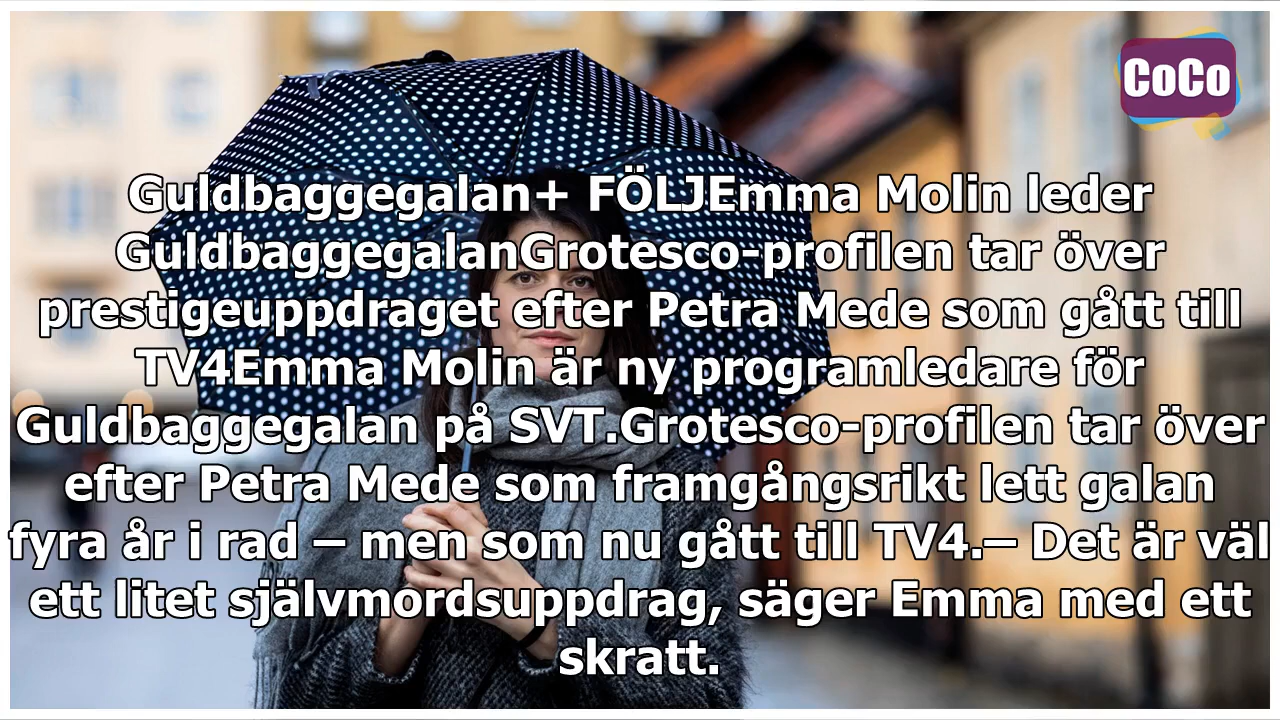 CoCo
Guldbaggegalan+ FÖLJEmma Molin leder
GuldbaggegalanGrotesco-profilen tar över
prestigeuppdraget efter Petra Mede som gått till
TV4Emma Molin är ny programledare för
Guldbaggegalan på SVT.Grotesco-profilen tar över
efter Petra Mede som framgångsrikt lett galan
fyra år i rad – men som nu gått till TV4.– Det är väl
ett litet självmordsuppdrag, säger Emma med ett
skratt.